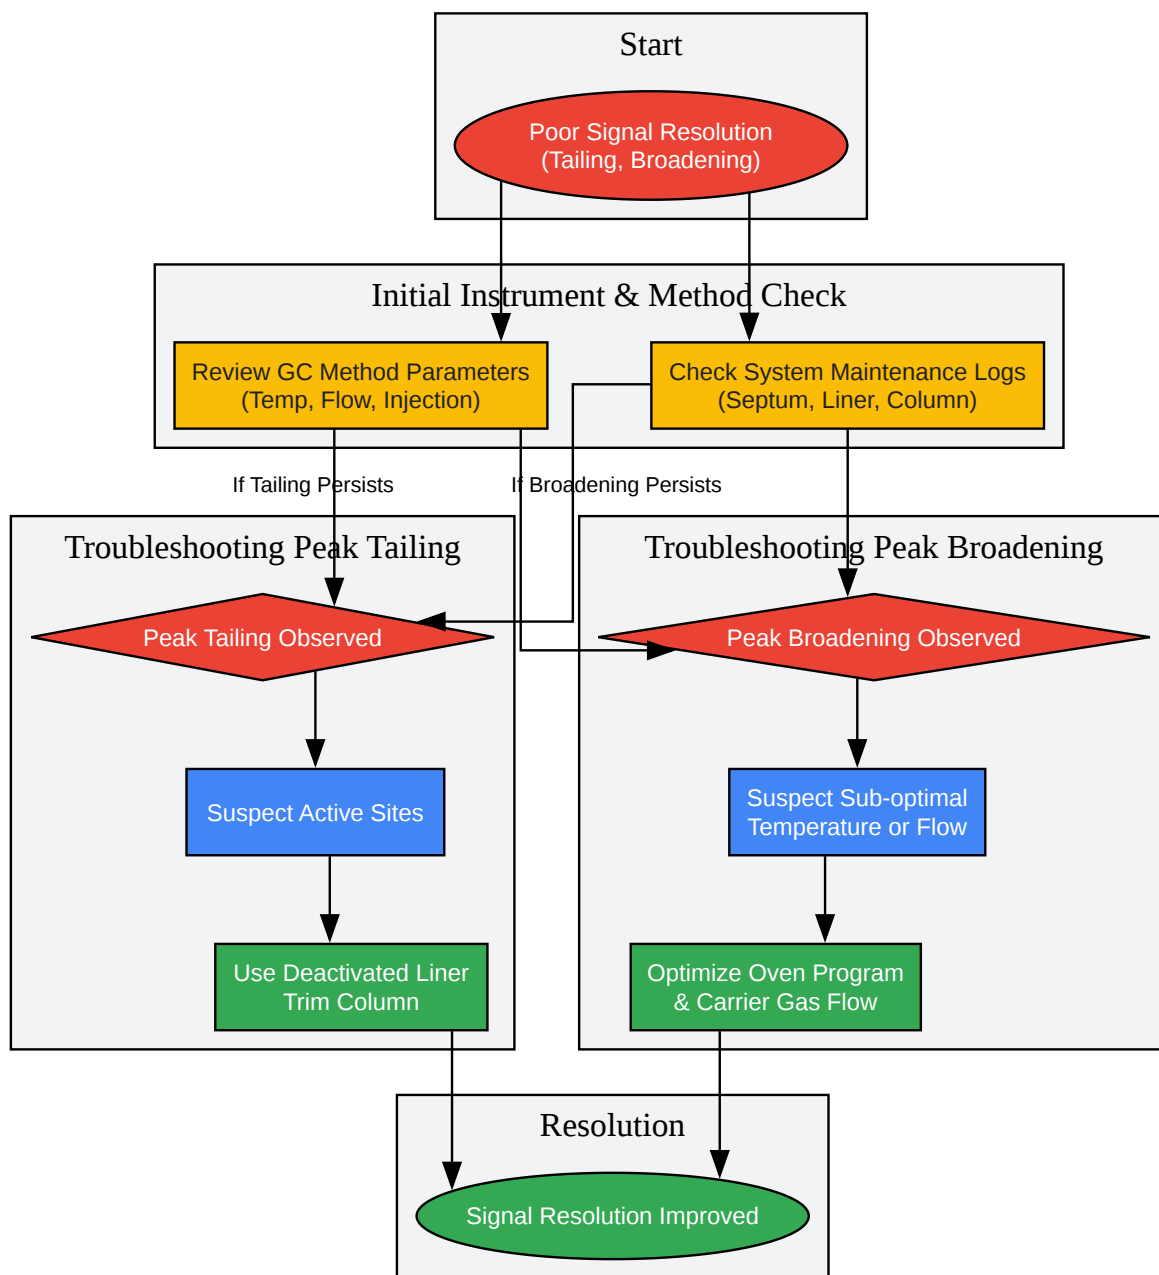 Start
Poor Signal Resolution
(Tailing, Broadening)
Initial Instrument & Method Check
Review GC Method Parameters
(Temp, Flow, Injection)
Check System Maintenance Logs
(Septum, Liner, Column)
If Tailing Persists
If Broadening Persists
Troubleshooting Peak Tailing
Troubleshooting Peak Broadening
Peak Tailing Observed
Peak Broadening Observed
Suspect Active Sites
Suspect Sub-optimal
Temperature or Flow
Use Deactivated Liner
Trim Column
Optimize Oven Program
& Carrier Gas Flow
Resolution
Signal Resolution Improved